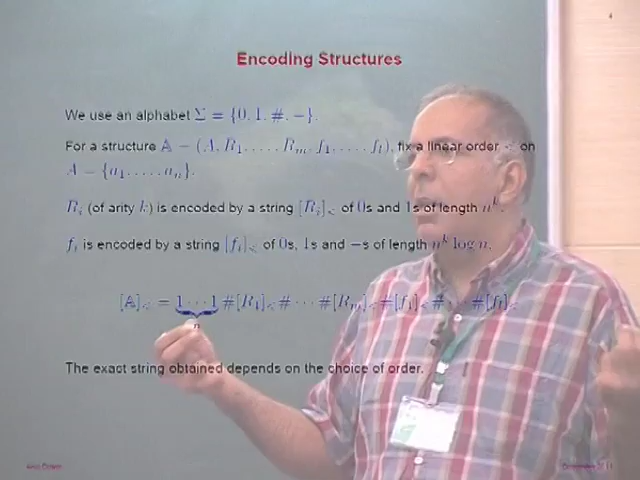 4
Encoding Structures
We use an alphabet Σ = {0, 1, #, −}.
For a structure 𝔸 = (A, R₁, …, Rₘ, f₁, …, fₗ), fix a linear order < on
A = {a₁, …, aₙ}.
Rᵢ (of arity k) is encoded by a string [Rᵢ]< of 0s and 1s of length nᵏ.
fᵢ is encoded by a string [fᵢ]< of 0s, 1s and −s of length nᵏ log n.
[𝔸]< = 1 ⋯ 1 #[R₁]<# ⋯ #[Rₘ]<#[f₁]<# ⋯ #[fₗ]<
n
The exact string obtained depends on the choice of order.